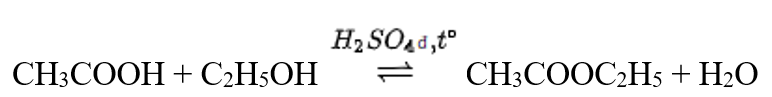 H₂SO₄đ,t°
CH₃COOH + C₂H₅OH ⇌ CH₃COOC₂H₅ + H₂O